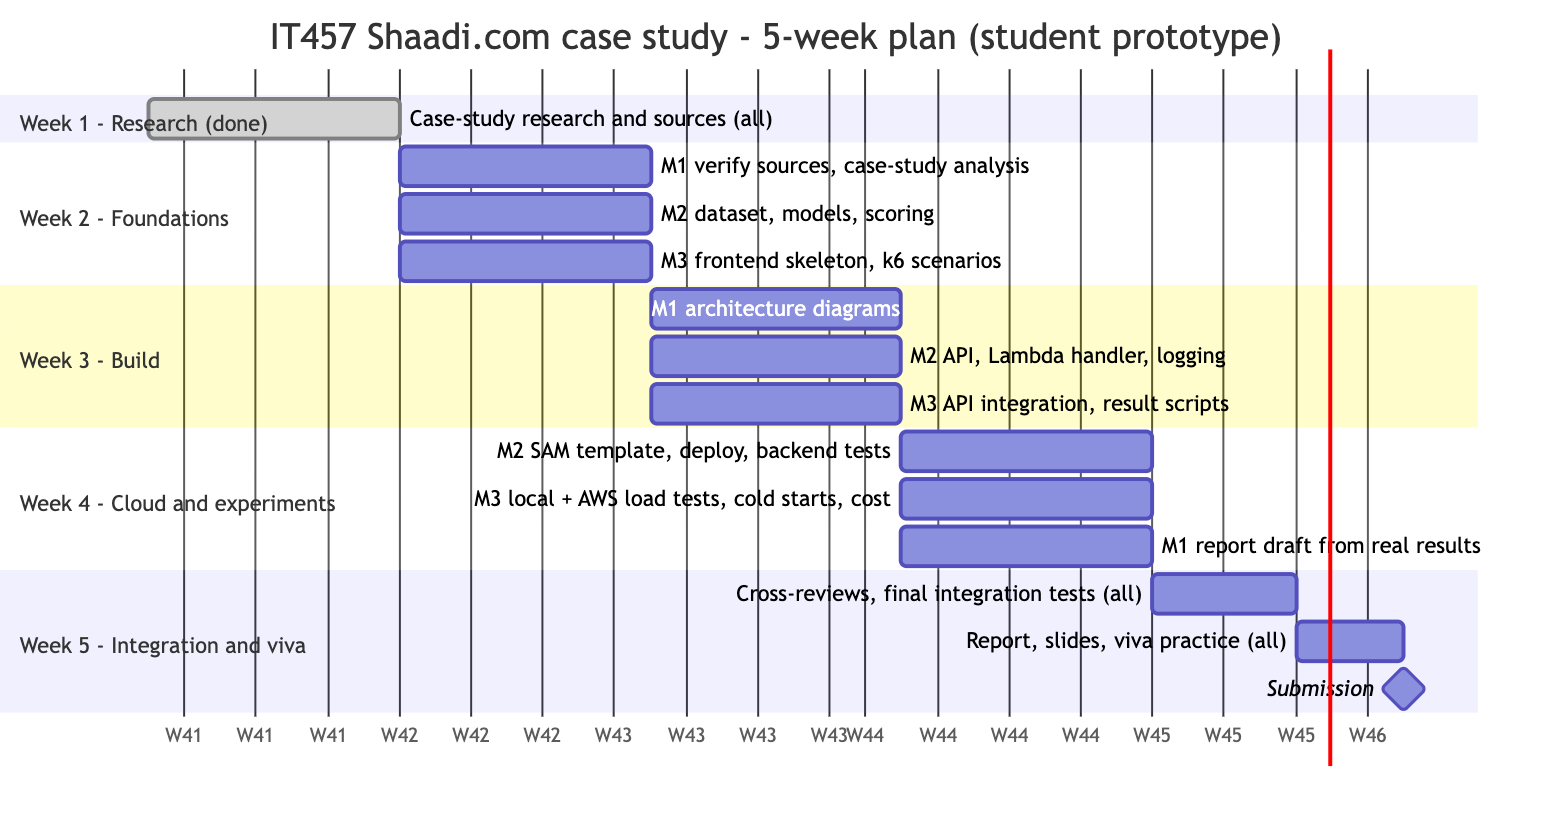 IT457 Shaadi.com case study - 5-week plan (student prototype)
Week 1 - Research (done)
Case-study research and sources (all)
Week 2 - Foundations
M1 verify sources, case-study analysis
M2 dataset, models, scoring
M3 frontend skeleton, k6 scenarios
Week 3 - Build
M1 architecture diagrams
M2 API, Lambda handler, logging
M3 API integration, result scripts
Week 4 - Cloud and experiments
M2 SAM template, deploy, backend tests
M3 local + AWS load tests, cold starts, cost
M1 report draft from real results
Week 5 - Integration and viva
Cross-reviews, final integration tests (all)
Report, slides, viva practice (all)
Submission
W41 W41 W41 W42 W42 W42 W43 W43 W43 W43 W44 W44 W44 W44 W45 W45 W45 W46